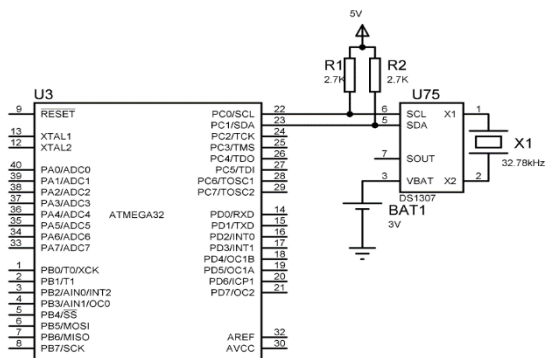 5V
R1
2.7K
R2
2.7K
U3
U75
9 RESET
13 XTAL1
12 XTAL2
40 PA0/ADC0
39 PA1/ADC1
38 PA2/ADC2
37 PA3/ADC3
36 PA4/ADC4
35 PA5/ADC5
34 PA6/ADC6
33 PA7/ADC7
1 PB0/T0/XCK
2 PB1/T1
3 PB2/AIN0/INT2
4 PB3/AIN1/OC0
5 PB4/SS
6 PB5/MOSI
7 PB6/MISO
8 PB7/SCK
ATMEGA32
PC0/SCL 22
PC1/SDA 23
PC2/TCK 24
PC3/TMS 25
PC4/TDO 26
PC5/TDI 27
PC6/TOSC1 28
PC7/TOSC2 29
PD0/RXD 14
PD1/TXD 15
PD2/INT0 16
PD3/INT1 17
PD4/OC1B 18
PD5/OC1A 19
PD6/ICP1 20
PD7/OC2 21
AREF 32
AVCC 30
6 SCL X1 1
5 SDA
7 SOUT
3 VBAT X2 2
DS1307
X1
32.78kHz
BAT1
3V